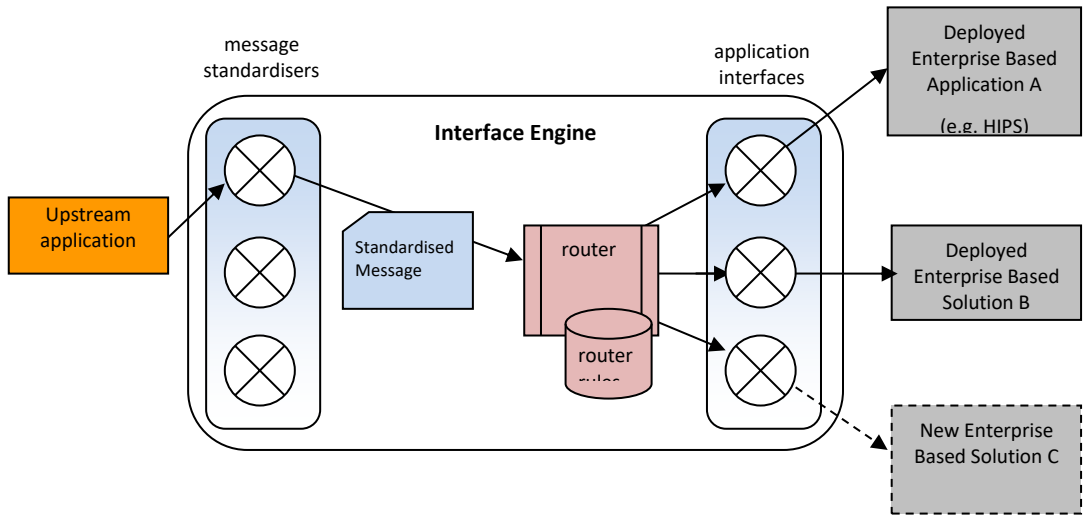 message
standardisers
application
interfaces
Deployed
Enterprise Based
Application A
(e.g. HIPS)
Interface Engine
Upstream
application
Standardised
Message
router
router
rules
Deployed
Enterprise Based
Solution B
New Enterprise
Based Solution C